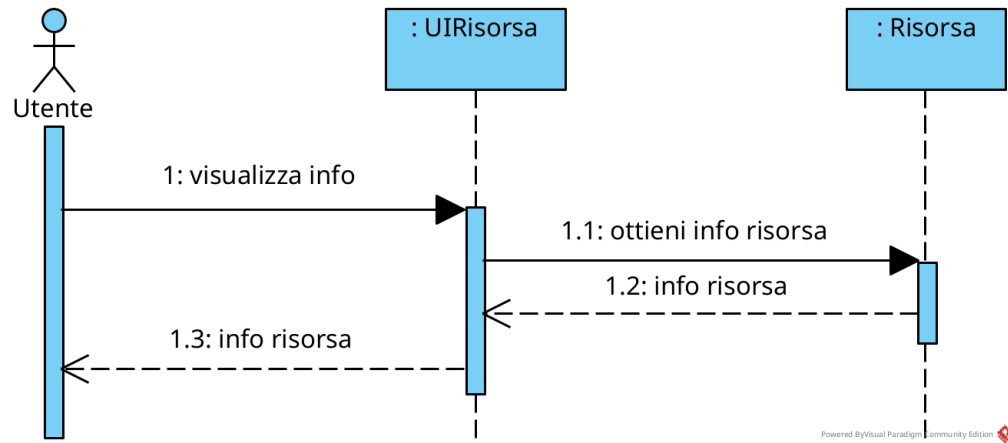 : UIRisorsa
: Risorsa
Utente
1: visualizza info
1.1: ottieni info risorsa
1.2: info risorsa
1.3: info risorsa
Powered ByVisual Paradigm Community Edition